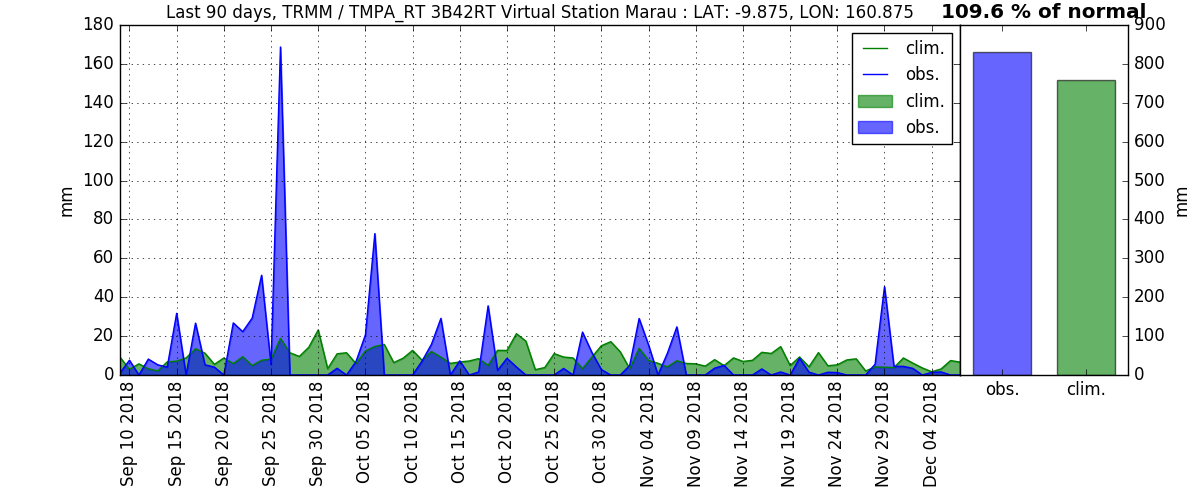 Last 90 days, TRMM / TMPA_RT 3B42RT Virtual Station Marau : LAT: -9.875, LON: 160.875
109.6 % of normal
180
160
140
120
100
80
60
40
20
0
mm
clim.
obs.
clim.
obs.
900
800
700
600
500
400
300
200
100
0
mm
Sep 10 2018
Sep 15 2018
Sep 20 2018
Sep 25 2018
Sep 30 2018
Oct 05 2018
Oct 10 2018
Oct 15 2018
Oct 20 2018
Oct 25 2018
Oct 30 2018
Nov 04 2018
Nov 09 2018
Nov 14 2018
Nov 19 2018
Nov 24 2018
Nov 29 2018
Dec 04 2018
obs.
clim.